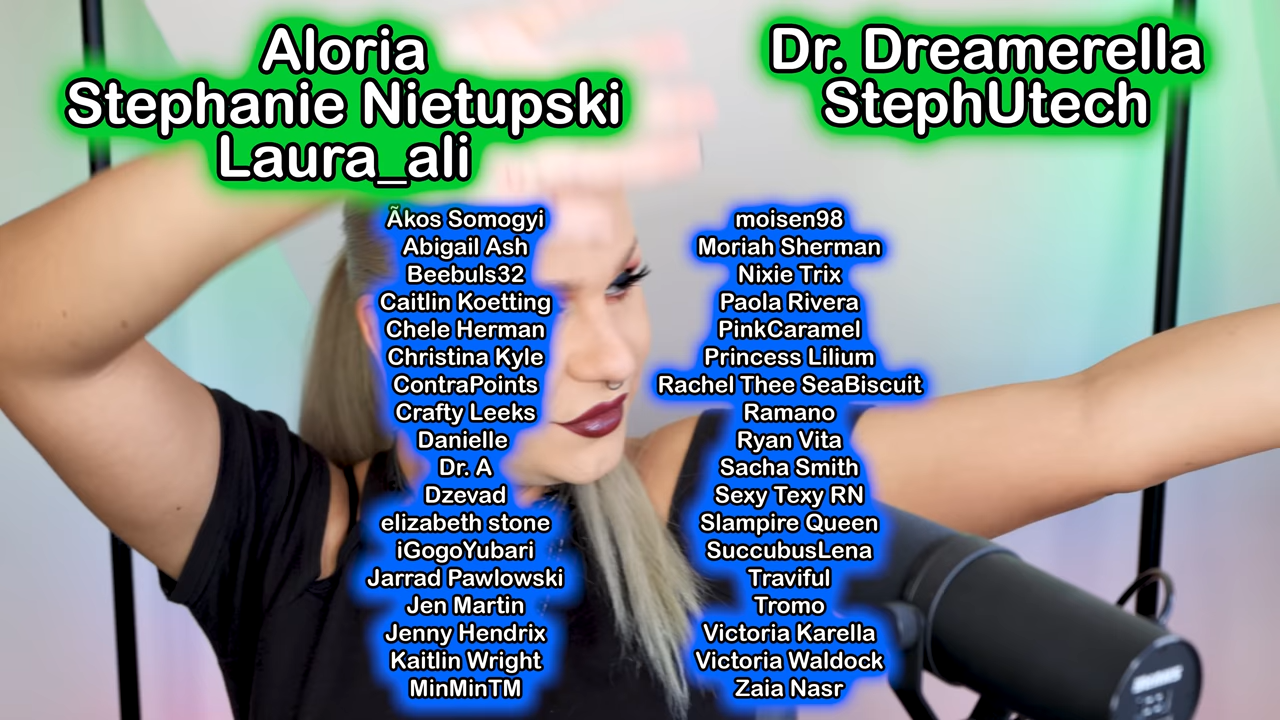 Aloria
Stephanie Nietupski
Laura_ali
Dr. Dreamerella
StephUtech
Ãkos Somogyi
Abigail Ash
Beebuls32
Caitlin Koetting
Chele Herman
Christina Kyle
ContraPoints
Crafty Leeks
Danielle
Dr. A
Dzevad
elizabeth stone
iGogoYubari
Jarrad Pawlowski
Jen Martin
Jenny Hendrix
Kaitlin Wright
MinMinTM
moisen98
Moriah Sherman
Nixie Trix
Paola Rivera
PinkCaramel
Princess Lilium
Rachel Thee SeaBiscuit
Ramano
Ryan Vita
Sacha Smith
Sexy Texy RN
Slampire Queen
SuccubusLena
Traviful
Tromo
Victoria Karella
Victoria Waldock
Zaia Nasr